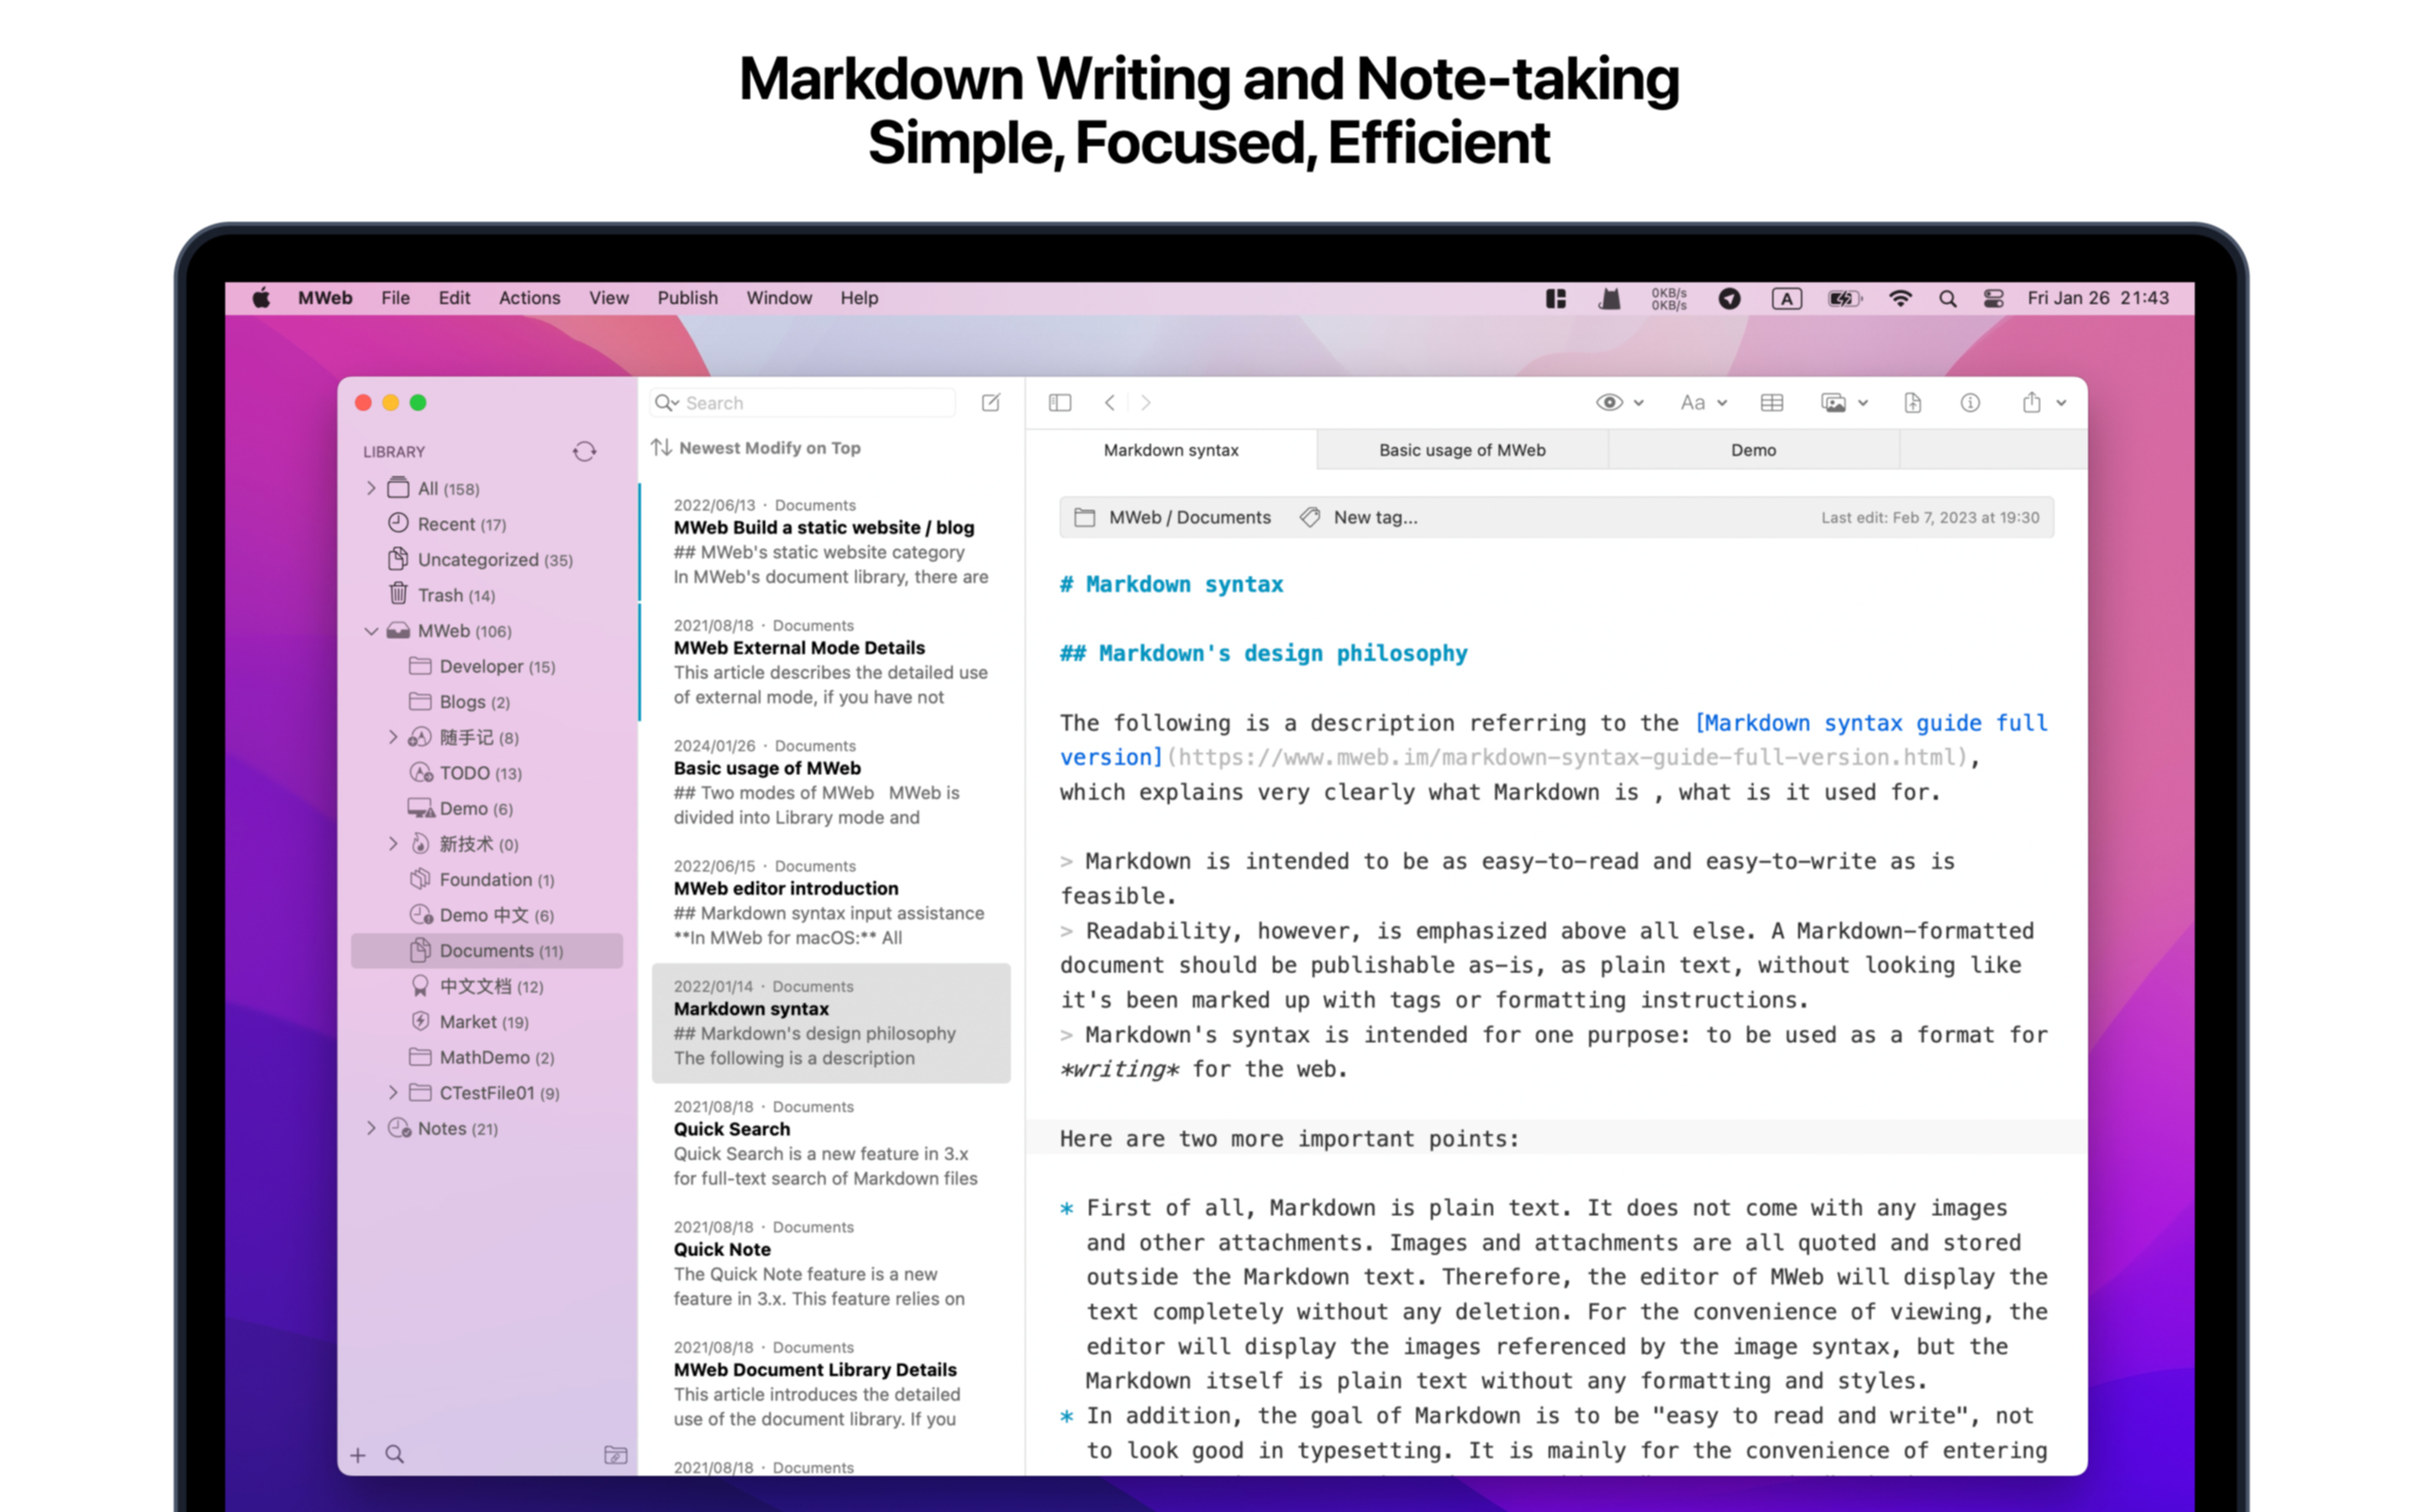 Markdown Writing and Note-taking
Simple, Focused, Efficient
MWeb File Edit Actions View Publish Window Help
0KB/s
0KB/s
A
Fri Jan 26 21:43
LIBRARY
All (158)
Recent (17)
Uncategorized (35)
Trash (14)
MWeb (106)
Developer (15)
Blogs (2)
随手记 (8)
TODO (13)
Demo (6)
新技术 (0)
Foundation (1)
Demo 中文 (6)
Documents (11)
中文文档 (12)
Market (19)
MathDemo (2)
CTestFile01 (9)
Notes (21)
Search
Newest Modify on Top
2022/06/13 · Documents
MWeb Build a static website / blog
## MWeb's static website category
In MWeb's document library, there are
2021/08/18 · Documents
MWeb External Mode Details
This article describes the detailed use
of external mode, if you have not
2024/01/26 · Documents
Basic usage of MWeb
## Two modes of MWeb MWeb is
divided into Library mode and
2022/06/15 · Documents
MWeb editor introduction
## Markdown syntax input assistance
**In MWeb for macOS:** All
2022/01/14 · Documents
Markdown syntax
## Markdown's design philosophy
The following is a description
2021/08/18 · Documents
Quick Search
Quick Search is a new feature in 3.x
for full-text search of Markdown files
2021/08/18 · Documents
Quick Note
The Quick Note feature is a new
feature in 3.x. This feature relies on
2021/08/18 · Documents
MWeb Document Library Details
This article introduces the detailed
use of the document library. If you
2021/08/18 · Documents
Aa
Markdown syntax
Basic usage of MWeb
Demo
MWeb / Documents New tag... Last edit: Feb 7, 2023 at 19:30
# Markdown syntax
## Markdown's design philosophy
The following is a description referring to the [Markdown syntax guide full
version](https://www.mweb.im/markdown-syntax-guide-full-version.html),
which explains very clearly what Markdown is , what is it used for.
> Markdown is intended to be as easy-to-read and easy-to-write as is
feasible.
> Readability, however, is emphasized above all else. A Markdown-formatted
document should be publishable as-is, as plain text, without looking like
it's been marked up with tags or formatting instructions.
> Markdown's syntax is intended for one purpose: to be used as a format for
*writing* for the web.
Here are two more important points:
* First of all, Markdown is plain text. It does not come with any images
and other attachments. Images and attachments are all quoted and stored
outside the Markdown text. Therefore, the editor of MWeb will display the
text completely without any deletion. For the convenience of viewing, the
editor will display the images referenced by the image syntax, but the
Markdown itself is plain text without any formatting and styles.
* In addition, the goal of Markdown is to be "easy to read and write", not
to look good in typesetting. It is mainly for the convenience of entering